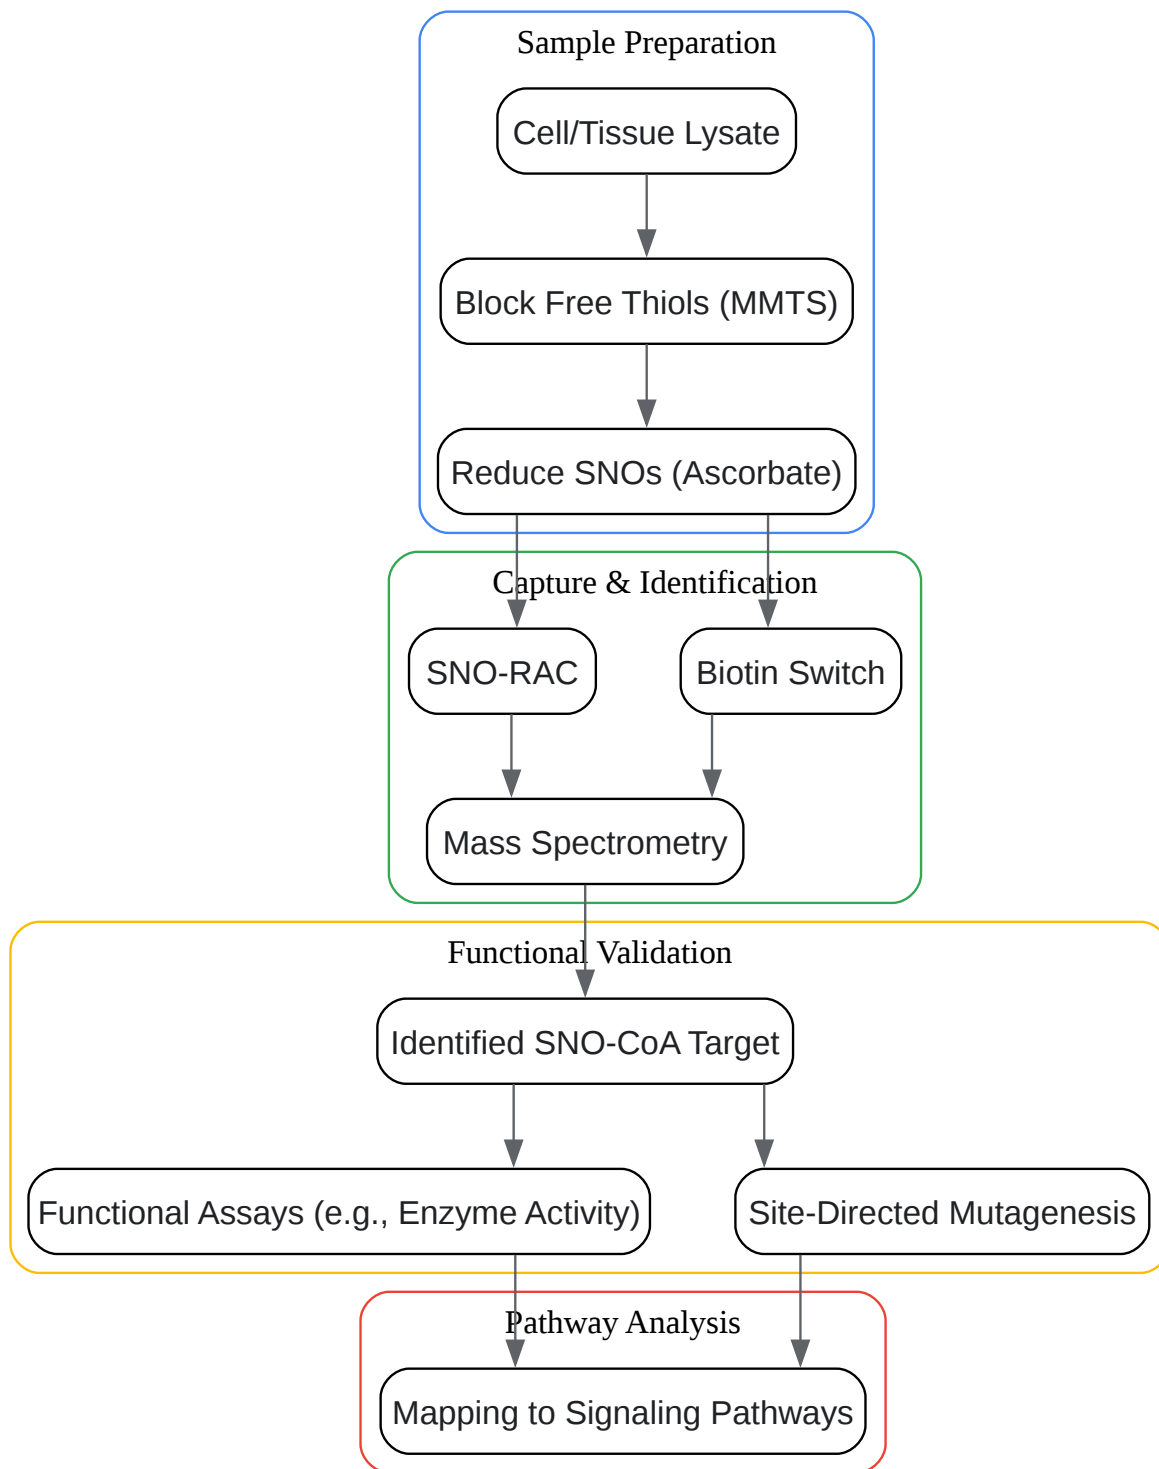 Sample Preparation
Cell/Tissue Lysate
Block Free Thiols (MMTS)
Reduce SNOs (Ascorbate)
Capture & Identification
SNO-RAC
Biotin Switch
Mass Spectrometry
Functional Validation
Identified SNO-CoA Target
Functional Assays (e.g., Enzyme Activity)
Site-Directed Mutagenesis
Pathway Analysis
Mapping to Signaling Pathways